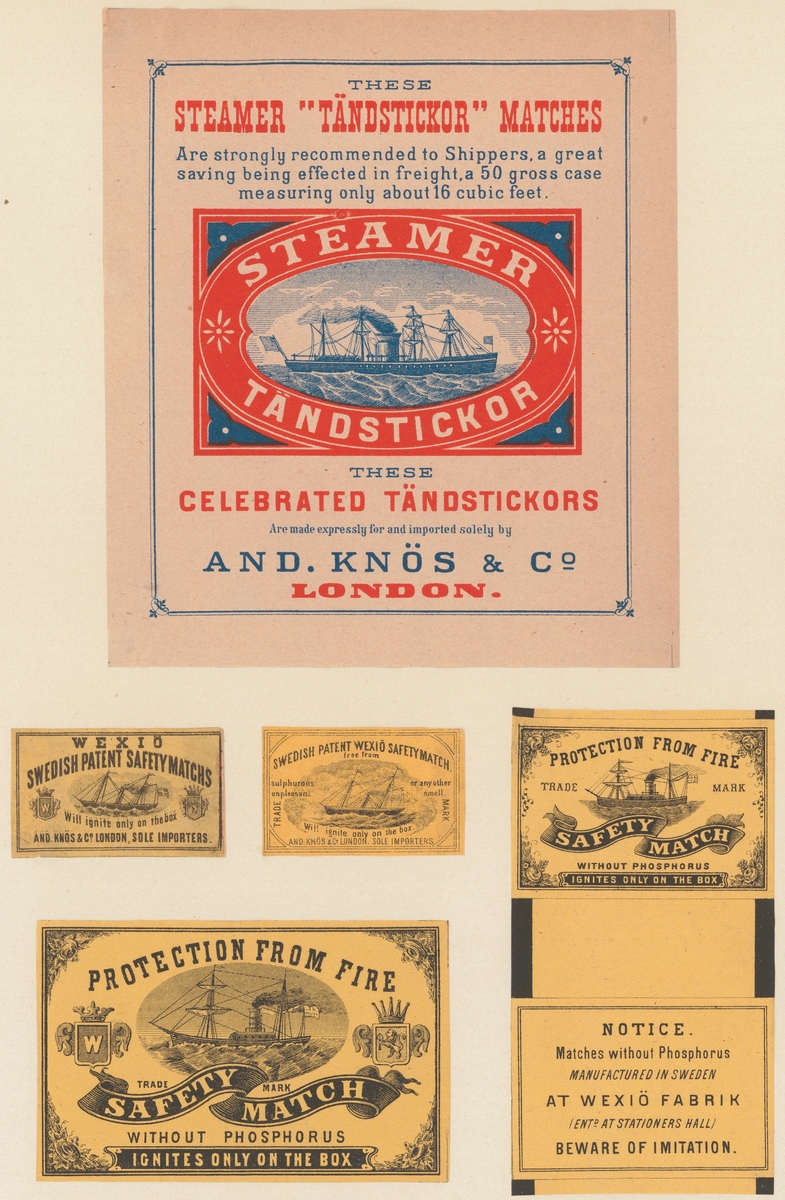 THESE
STEAMER "TÄNDSTICKOR" MATCHES
Are strongly recommended to Shippers, a great
saving being effected in freight, a 50 gross case
measuring only about 16 cubic feet.
STEAMER
TÄNDSTICKOR
THESE
CELEBRATED TÄNDSTICKORS
Are made expressly for and imported solely by
AND. KNÖS & Cº
LONDON.
WEXIÖ
SWEDISH PATENT SAFETY MATCHS
W
Will ignite only on the box
AND. KNÖS & Cº LONDON, SOLE IMPORTERS.
SWEDISH PATENT WEXIÖ SAFETY MATCH
free from
sulphurous or any other
unpleasant smell.
TRADE MARK
Will ignite only on the box
AND. KNÖS & Cº LONDON. SOLE IMPORTERS.
PROTECTION FROM FIRE
TRADE MARK
SAFETY MATCH
WITHOUT PHOSPHORUS
IGNITES ONLY ON THE BOX
PROTECTION FROM FIRE
W
TRADE MARK
SAFETY MATCH
WITHOUT PHOSPHORUS
IGNITES ONLY ON THE BOX
NOTICE.
Matches without Phosphorus
MANUFACTURED IN SWEDEN
AT WEXIÖ FABRIK
(ENTº AT STATIONERS HALL)
BEWARE OF IMITATION.